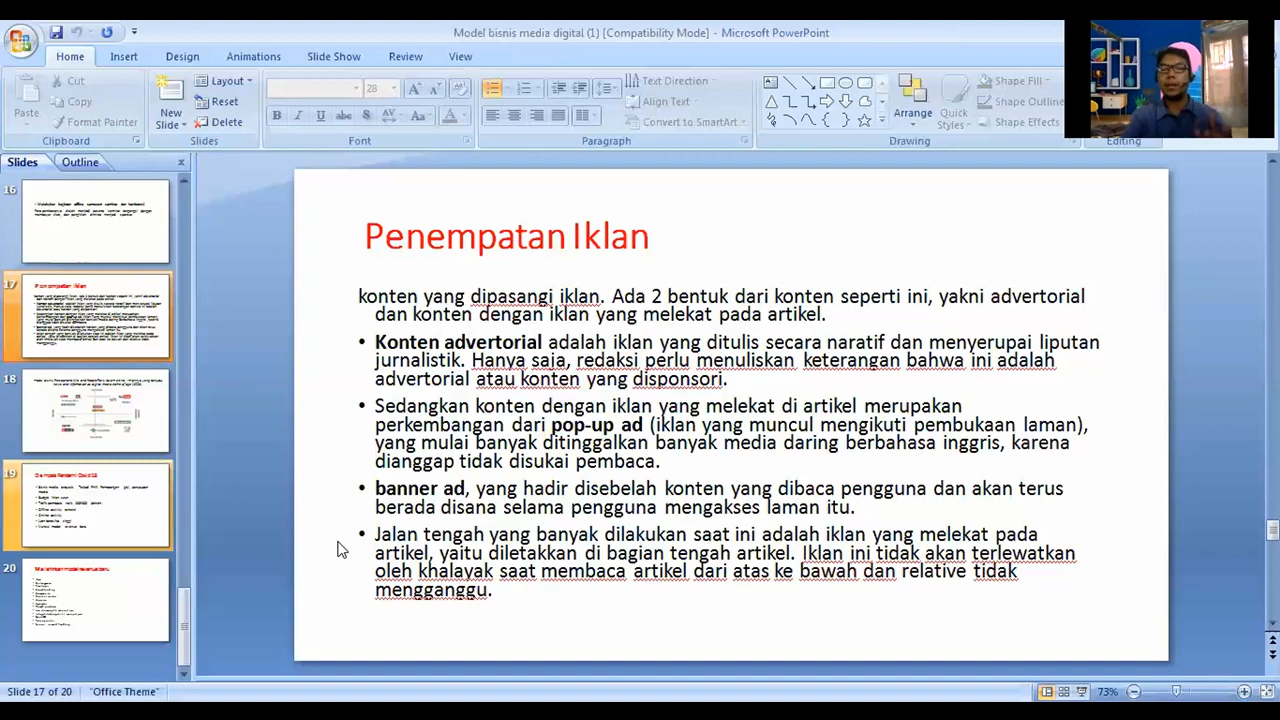 Model bisnis media digital (1) [Compatibility Mode] - Microsoft PowerPoint
Home Insert Design Animations Slide Show Review View
Cut Layout 28 Text Direction Shape Fill
Copy Reset Align Text Shape Outline
Paste Format Painter New Slide Delete Convert to SmartArt Arrange Quick Styles Shape Effects
Clipboard Slides Font Paragraph Drawing Editing
Slides Outline
16
17
18
19
20
Penempatan Iklan
konten yang dipasangi iklan. Ada 2 bentuk dari konten seperti ini, yakni advertorial
dan konten dengan iklan yang melekat pada artikel.
• Konten advertorial adalah iklan yang ditulis secara naratif dan menyerupai liputan
jurnalistik. Hanya saja, redaksi perlu menuliskan keterangan bahwa ini adalah
advertorial atau konten yang disponsori.
• Sedangkan konten dengan iklan yang melekat di artikel merupakan
perkembangan dari pop-up ad (iklan yang muncul mengikuti pembukaan laman),
yang mulai banyak ditinggalkan banyak media daring berbahasa inggris, karena
dianggap tidak disukai pembaca.
• banner ad, yang hadir disebelah konten yang dibaca pengguna dan akan terus
berada disana selama pengguna mengakses laman itu.
• Jalan tengah yang banyak dilakukan saat ini adalah iklan yang melekat pada
artikel, yaitu diletakkan di bagian tengah artikel. Iklan ini tidak akan terlewatkan
oleh khalayak saat membaca artikel dari atas ke bawah dan relative tidak
mengganggu.
Slide 17 of 20 "Office Theme" 73%